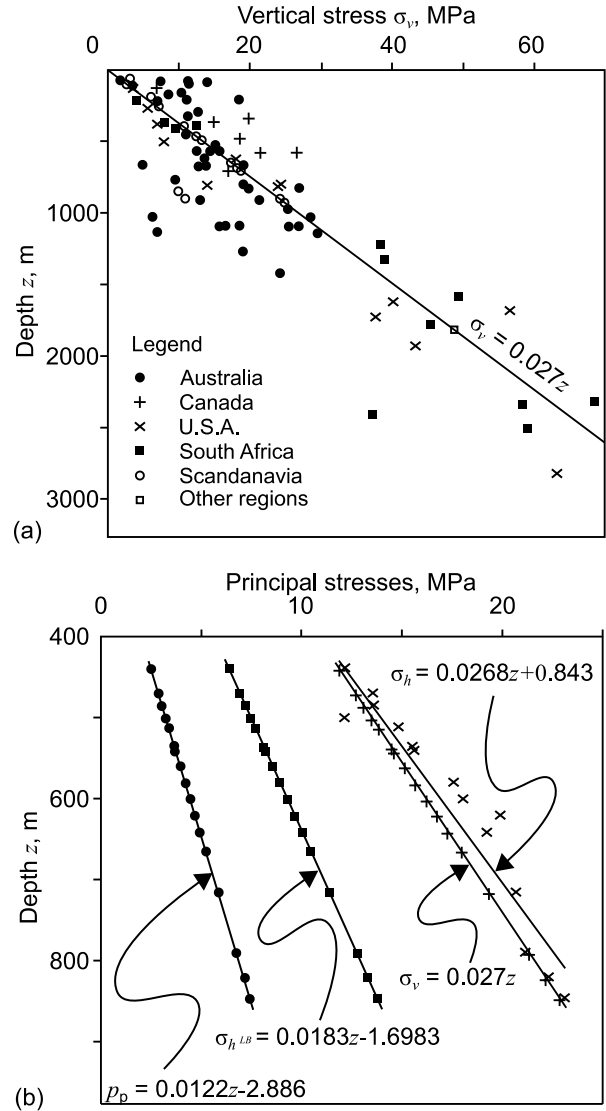 Vertical stress σv, MPa
0 20 40 60
1000
2000
3000
Depth z, m
σv = 0.027z
Legend
Australia
Canada
U.S.A.
South Africa
Scandanavia
Other regions
(a)
Principal stresses, MPa
0 10 20
400
600
800
Depth z, m
σh = 0.0268z+0.843
σv = 0.027z
σh LB = 0.0183z-1.6983
pp = 0.0122z-2.886
(b)